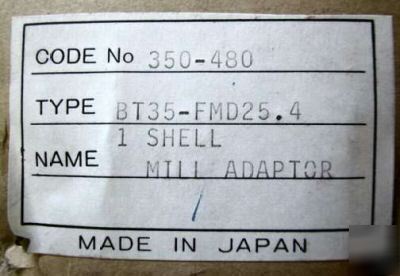 CODE No 350-480
TYPE BT35-FMD25.4
1 SHELL
NAME MILL ADAPTOR
/
MADE IN JAPAN